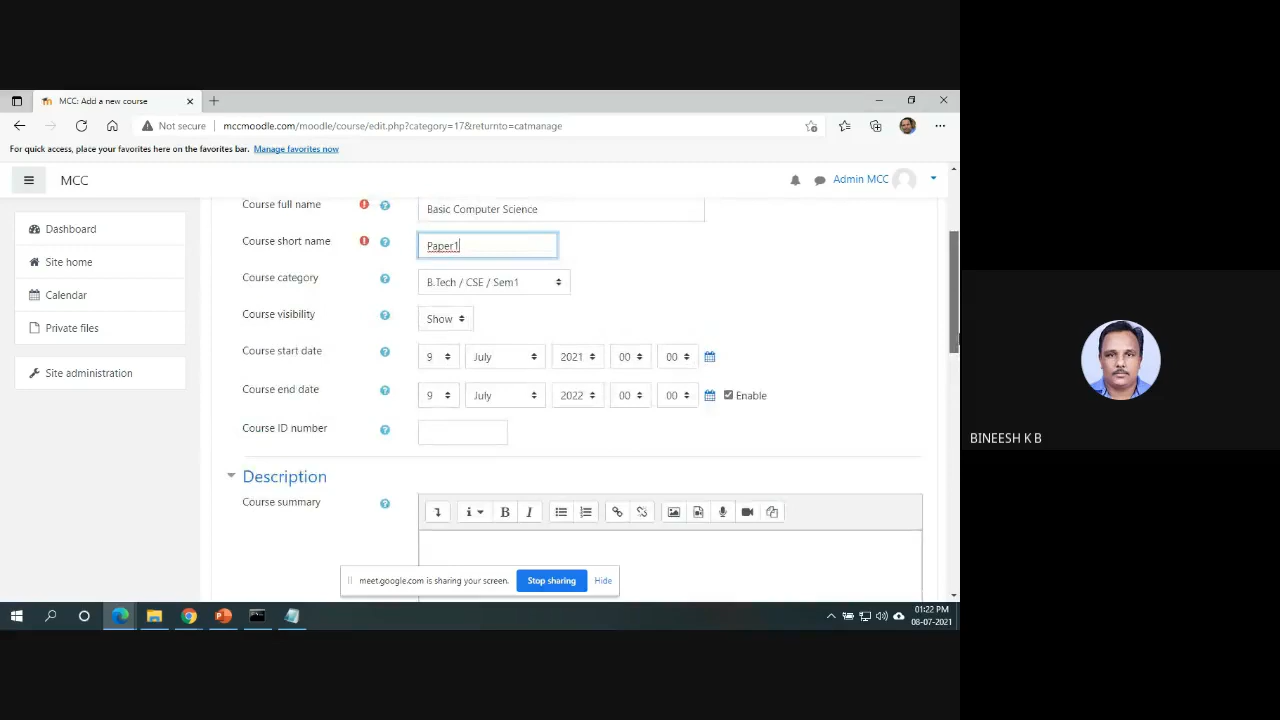 MCC: Add a new course
Not secure mccmoodle.com/moodle/course/edit.php?category=17&returnto=catmanage
For quick access, place your favorites here on the favorites bar. Manage favorites now
MCC
Admin MCC
Dashboard
Site home
Calendar
Private files
Site administration
Course full name Basic Computer Science
Course short name Paper1
Course category B.Tech / CSE / Sem1
Course visibility Show
Course start date 9 July 2021 00 00
Course end date 9 July 2022 00 00 Enable
Course ID number
Description
Course summary
meet.google.com is sharing your screen. Stop sharing Hide
01:22 PM
08-07-2021
BINEESH K B